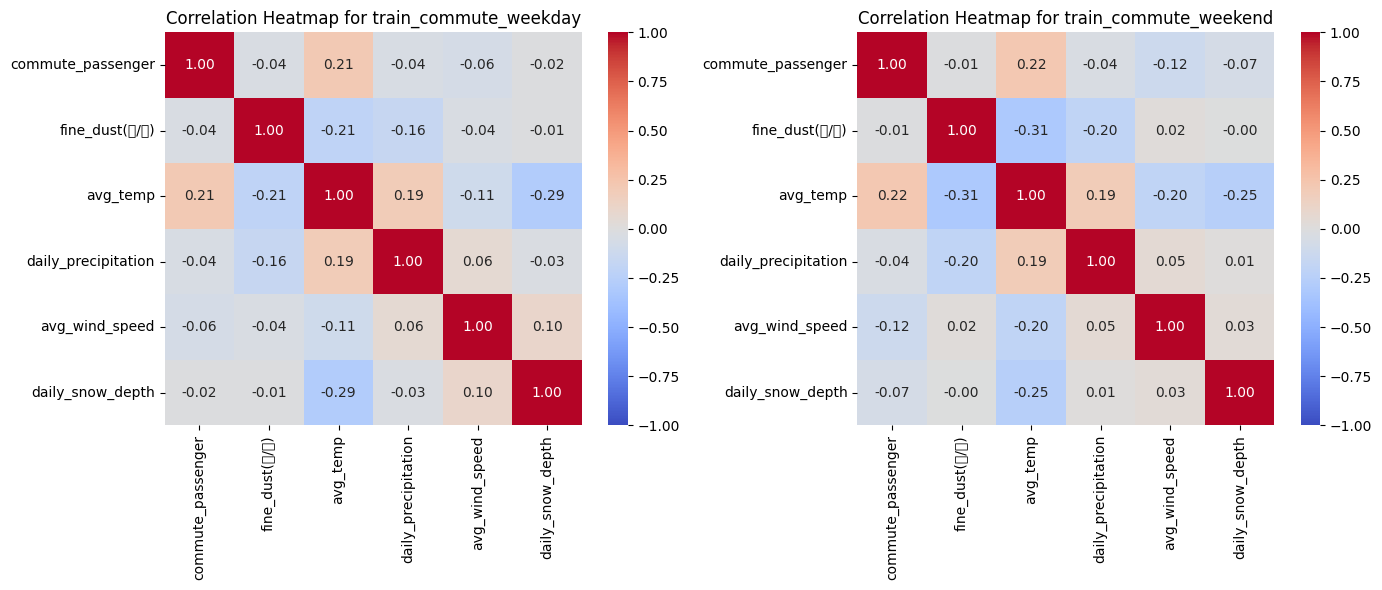 Correlation Heatmap for train_commute_weekday
commute_passenger 1.00 -0.04 0.21 -0.04 -0.06 -0.02
fine_dust(▯/▯) -0.04 1.00 -0.21 -0.16 -0.04 -0.01
avg_temp 0.21 -0.21 1.00 0.19 -0.11 -0.29
daily_precipitation -0.04 -0.16 0.19 1.00 0.06 -0.03
avg_wind_speed -0.06 -0.04 -0.11 0.06 1.00 0.10
daily_snow_depth -0.02 -0.01 -0.29 -0.03 0.10 1.00
commute_passenger
fine_dust(▯/▯)
avg_temp
daily_precipitation
avg_wind_speed
daily_snow_depth
1.00
0.75
0.50
0.25
0.00
−0.25
−0.50
−0.75
−1.00
Correlation Heatmap for train_commute_weekend
commute_passenger 1.00 -0.01 0.22 -0.04 -0.12 -0.07
fine_dust(▯/▯) -0.01 1.00 -0.31 -0.20 0.02 -0.00
avg_temp 0.22 -0.31 1.00 0.19 -0.20 -0.25
daily_precipitation -0.04 -0.20 0.19 1.00 0.05 0.01
avg_wind_speed -0.12 0.02 -0.20 0.05 1.00 0.03
daily_snow_depth -0.07 -0.00 -0.25 0.01 0.03 1.00
commute_passenger
fine_dust(▯/▯)
avg_temp
daily_precipitation
avg_wind_speed
daily_snow_depth
1.00
0.75
0.50
0.25
0.00
−0.25
−0.50
−0.75
−1.00